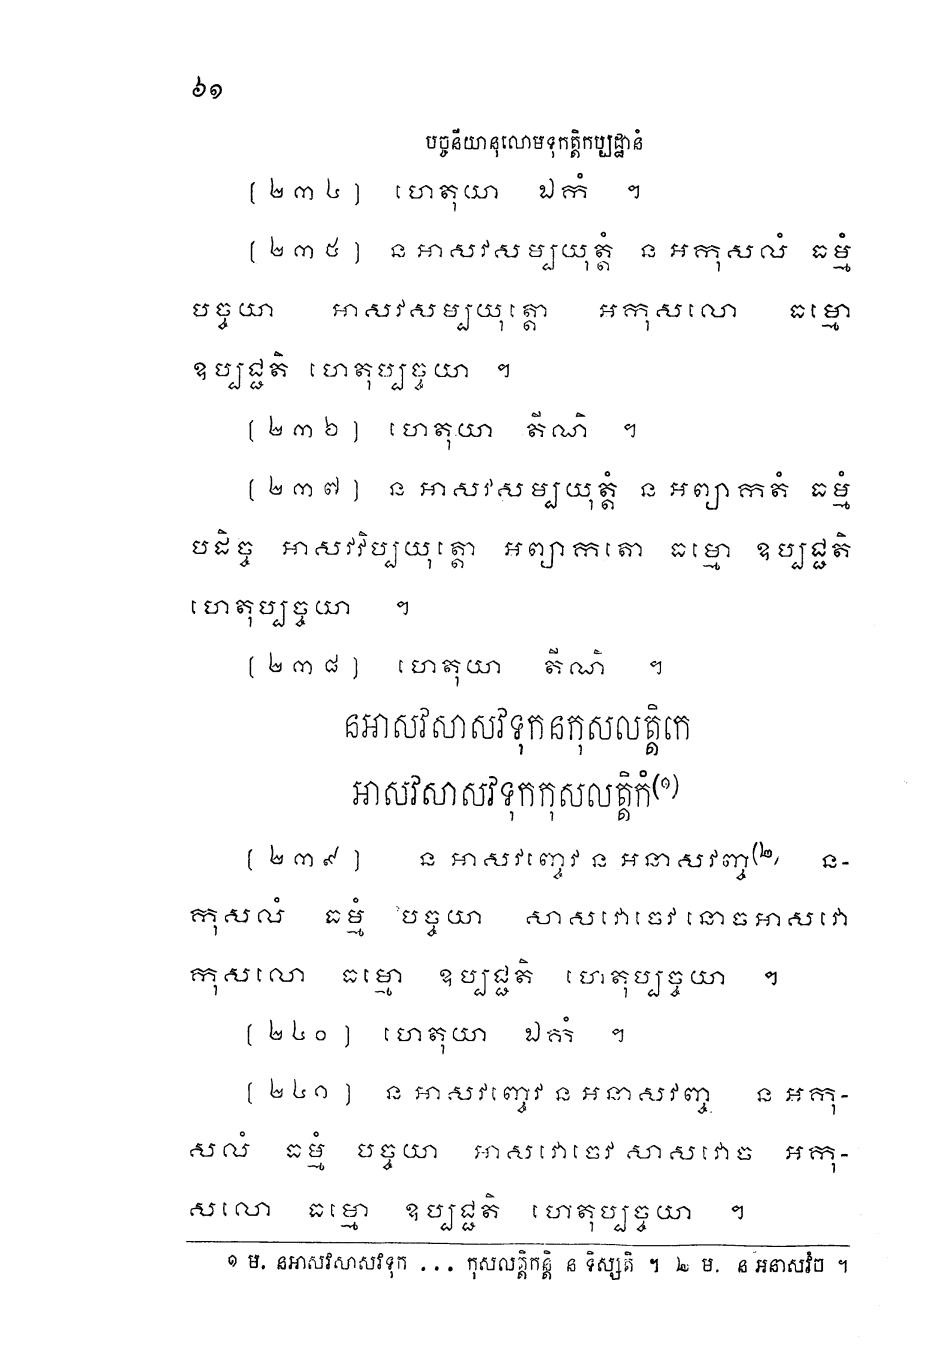 ៦១
បច្ចនីយានុលោមទុកត្តិកប្បដ្ឋានំ
(២៣៤) ហេតុយា ឯកំ ។
(២៣៥) ន អាសវសម្បយុត្តំ ន អកុសលំ ធម្មំ
បច្ចយា អាសវសម្បយុត្តោ អកុសលោ ធម្មោ
ឧប្បជ្ជតិ ហេតុប្បច្ចយា ។
(២៣៦) ហេតុយា តីណិ ។
(២៣៧) ន អាសវសម្បយុត្តំ ន អព្យាកតំ ធម្មំ
បដិច្ច អាសវវិប្បយុត្តោ អព្យាកតោ ធម្មោ ឧប្បជ្ជតិ
ហេតុប្បច្ចយា ។
(២៣៨) ហេតុយា តីណិ ។
នអាសវសាសវទុកនកុសលត្តិកេ
អាសវសាសវទុកកុសលត្តិកំ(១)
(២៣៩) ន អាសវញ្ចេវ ន អនាសវញ្ច(២) ន-
កុសលំ ធម្មំ បច្ចយា សាសវោចេវ នោចអាសវោ
កុសលោ ធម្មោ ឧប្បជ្ជតិ ហេតុប្បច្ចយា ។
(២៤០) ហេតុយា ឯកំ ។
(២៤១) ន អាសវញ្ចេវ ន អនាសវញ្ច ន អកុ-
សលំ ធម្មំ បច្ចយា អាសវោចេវ សាសវោច អកុ-
សលោ ធម្មោ ឧប្បជ្ជតិ ហេតុប្បច្ចយា ។
១ ម. នអាសវសាសវទុក ... កុសលត្តិកន្តិ ន ទិស្សតិ ។ ២ ម. ន អនាសវំច ។